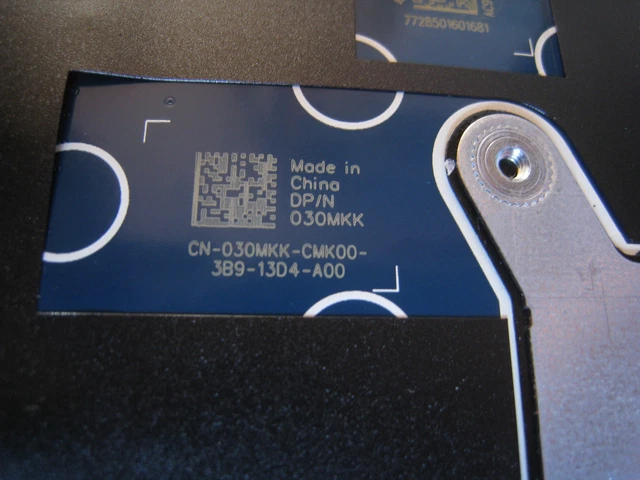 7728501601681
Made in
China
DP/N
030MKK
CN-030MKK-CMK00-
3B9-13D4-A00